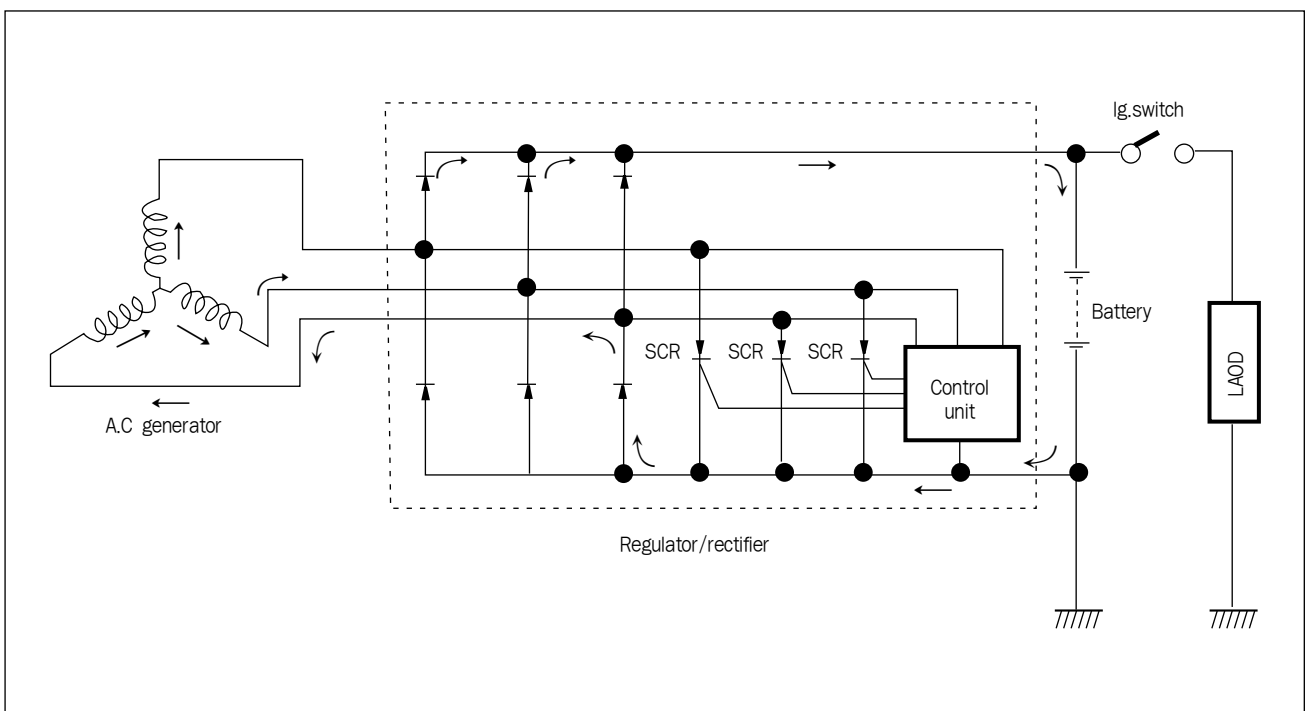 Ig.switch
SCR
SCR
SCR
Battery
LAOD
Control
unit
A.C generator
Regulator/rectifier